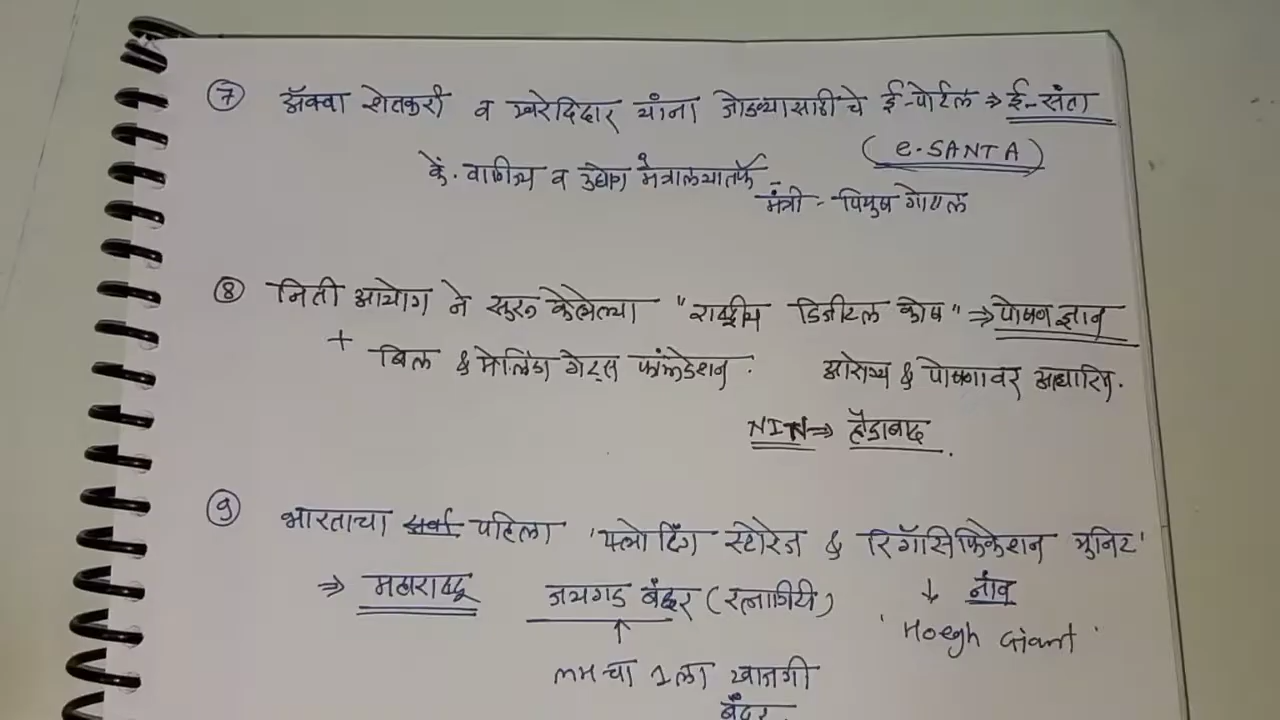 ⑦ ॲक्वा शेतकरी व खरेदिदार यांना जोडण्यासाठीचे ई-पोर्टल ⇒ ई-संता
(e-SANTA)
कें. वाणिज्य व उद्योग मंत्रालयातर्फे -
मंत्री - पियुष गोयल
⑧ निती आयोग ने सुरू केलेल्या "राष्ट्रीय डिजीटल कोष" ⇒ पोषण ज्ञान
+ बिल & मेलिंडा गेट्स फाऊंडेशन. आरोग्य & पोषणावर आधारित.
NIN ⇒ हैद्राबाद.
⑨ भारताचा पहिला 'फ्लोटिंग स्टोरेज & रिगॅसिफिकेशन युनिट'
⇒ महाराष्ट्र जयगड बंदर (रत्नागिरी) ↓ नांव
↑ 'Hoegh Giant'
MH चा 1ला खाजगी
बंदर.